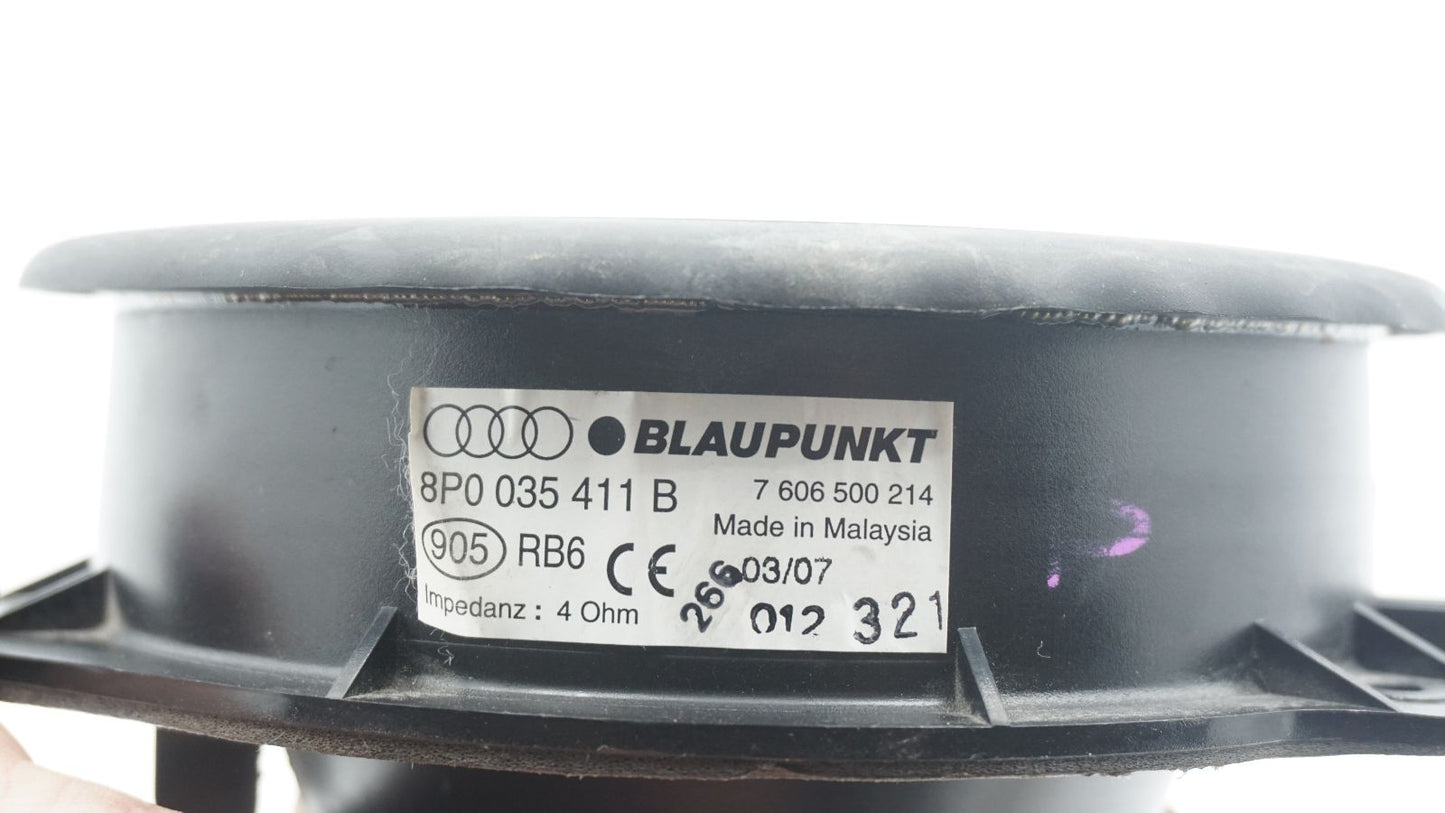 BLAUPUNKT
8P0 035 411 B 7 606 500 214
Made in Malaysia
905 RB6 CE 266 03/07
Impedanz : 4 Ohm 012 321